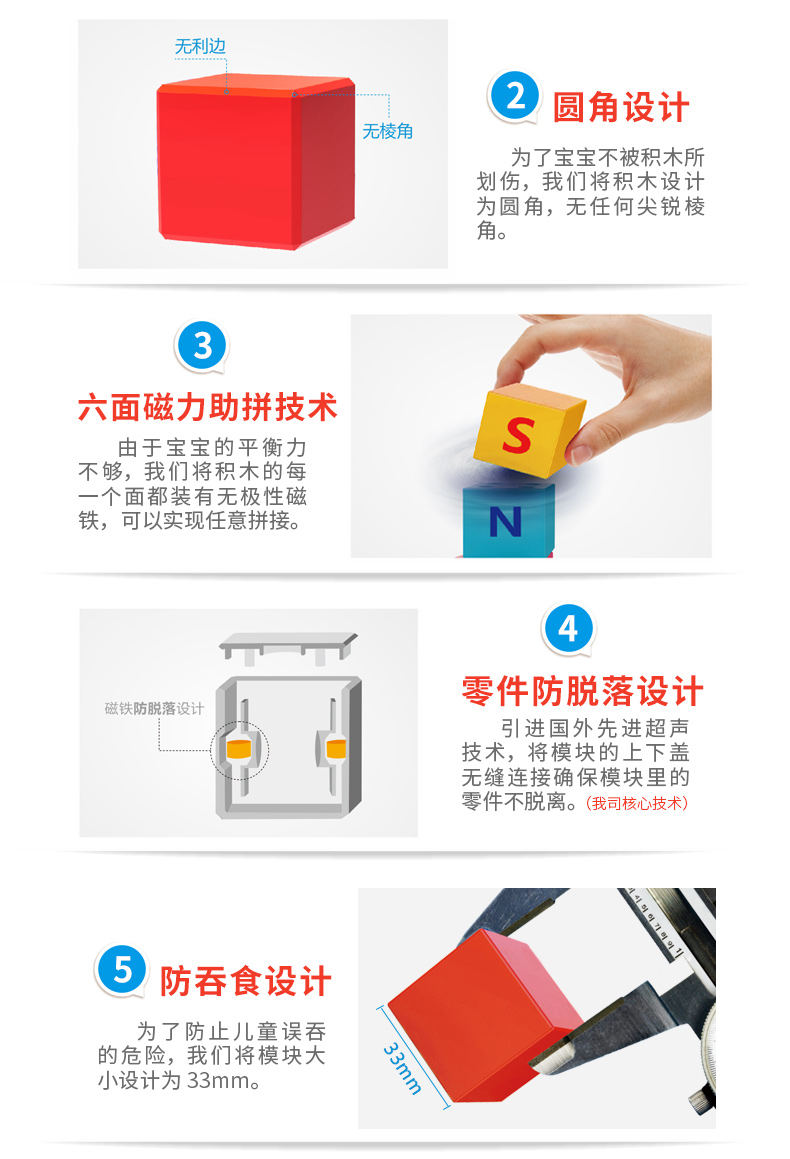 无利边
无棱角
2
圆角设计
为了宝宝不被积木所
划伤，我们将积木设计
为圆角，无任何尖锐棱
角。
3
六面磁力助拼技术
由于宝宝的平衡力
不够，我们将积木的每
一个面都装有无极性磁
铁，可以实现任意拼接。
S
N
4
零件防脱落设计
磁铁防脱落设计
引进国外先进超声
技术，将模块的上下盖
无缝连接确保模块里的
零件不脱离。（我司核心技术）
5
防吞食设计
为了防止儿童误吞
的危险，我们将模块大
小设计为 33mm。
33mm